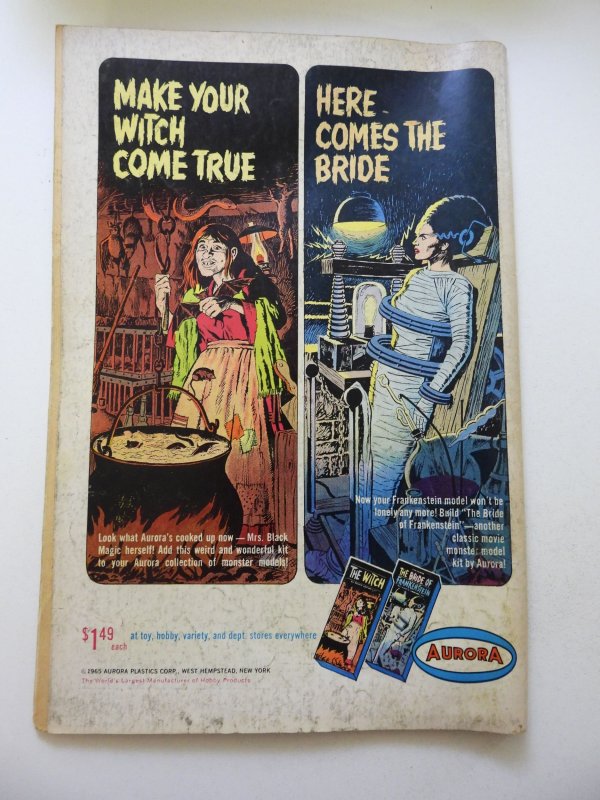 MAKE YOUR
WITCH
COME TRUE
Look what Aurora's cooked up now — Mrs. Black
Magic herself! Add this weird and wonderful kit
to your Aurora collection of monster models!
HERE
COMES THE
BRIDE
Now your Frankenstein model won't be
lonely any more! Build "The Bride
of Frankenstein"—another
classic movie
monster model
kit by Aurora!
$1.49 each
at toy, hobby, variety, and dept. stores everywhere
THE WITCH
THE BRIDE OF
FRANKENSTEIN
AURORA
© 1965 AURORA PLASTICS CORP., WEST HEMPSTEAD, NEW YORK
The World's Largest Manufacturer of Hobby Products